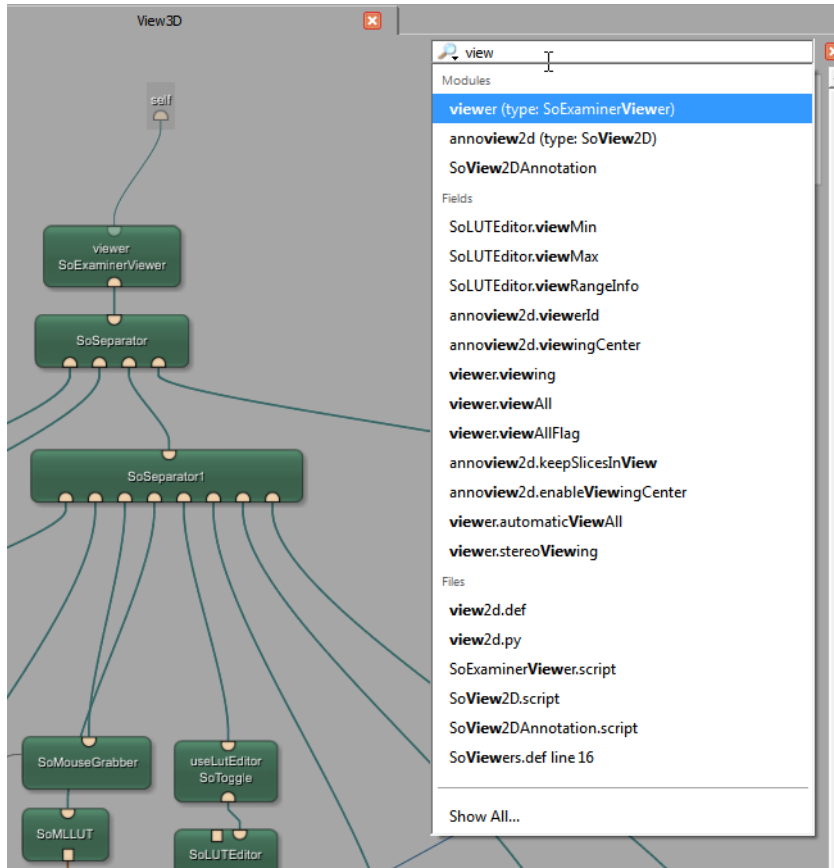 View3D
self
viewer
SoExaminerViewer
SoSeparator
SoSeparator1
SoMouseGrabber
useLutEditor
SoToggle
SoMLLUT
SoLUTEditor
view
Modules
viewer (type: SoExaminerViewer)
annoview2d (type: SoView2D)
SoView2DAnnotation
Fields
SoLUTEditor.viewMin
SoLUTEditor.viewMax
SoLUTEditor.viewRangeInfo
annoview2d.viewerId
annoview2d.viewingCenter
viewer.viewing
viewer.viewAll
viewer.viewAllFlag
annoview2d.keepSlicesInView
annoview2d.enableViewingCenter
viewer.automaticViewAll
viewer.stereoViewing
Files
view2d.def
view2d.py
SoExaminerViewer.script
SoView2D.script
SoView2DAnnotation.script
SoViewers.def line 16
Show All...